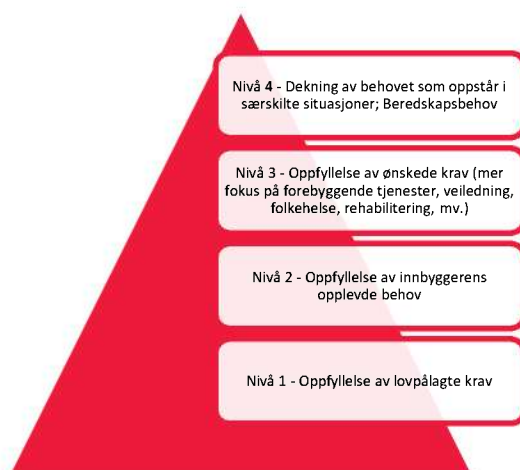 Nivå 4 - Dekning av behovet som oppstår i
særskilte situasjoner; Beredskapsbehov
Nivå 3 - Oppfyllelse av ønskede krav (mer
fokus på forebyggende tjenester, veiledning,
folkehelse, rehabilitering, mv.)
Nivå 2 - Oppfyllelse av innbyggerens
opplevde behov
Nivå 1 - Oppfyllelse av lovpålagte krav